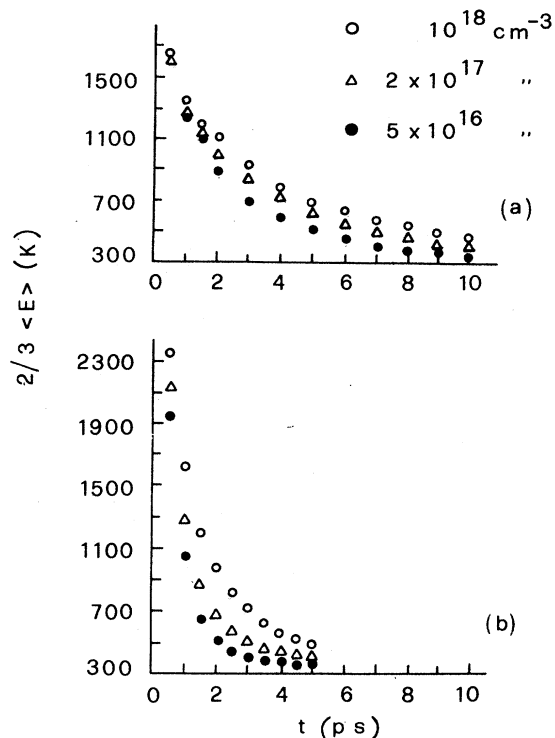 ○ 10^18 cm^-3
△ 2 x 10^17 "
● 5 x 10^16 "
1500
1100
700
300
(a)
0 2 4 6 8 10
2/3 <E> (K)
2300
1900
1500
1100
700
300
(b)
0 2 4 6 8 10
t (ps)